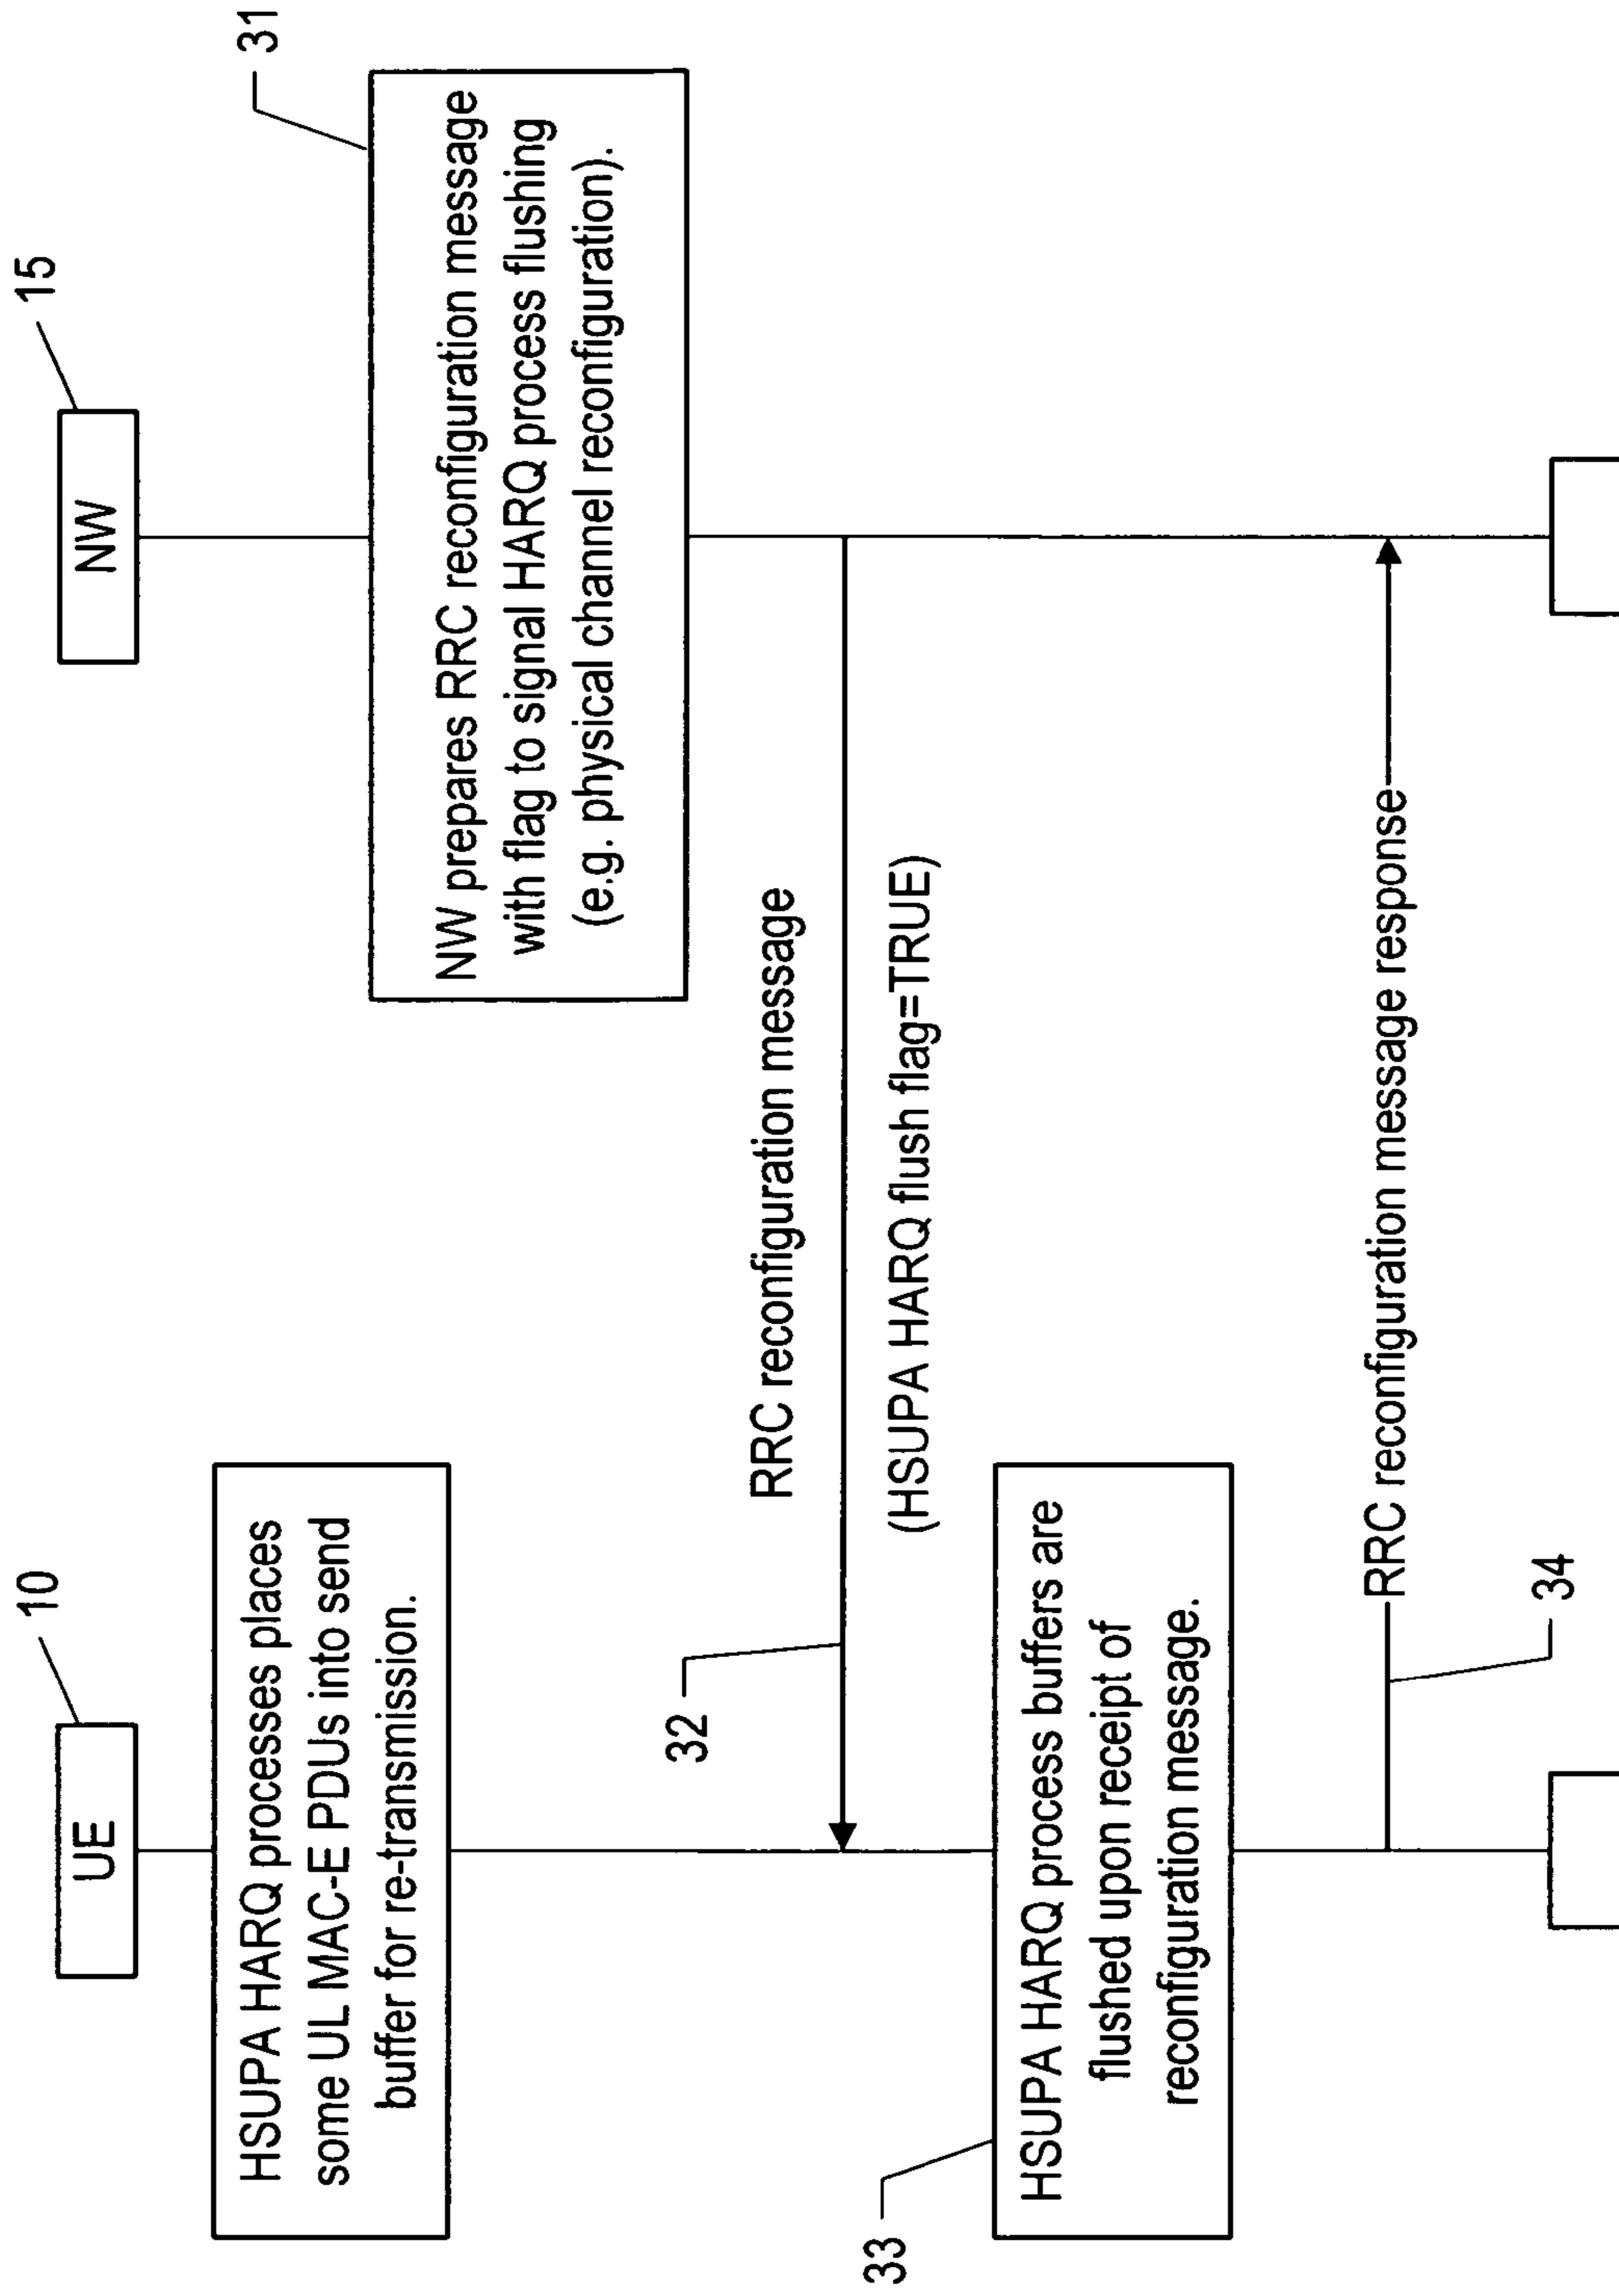 10
UE
15
NW
HSUPA HARQ processes places
some UL MAC-E PDUs into send
buffer for re-transmission.
31
NW prepares RRC reconfiguration message
with flag to signal HARQ process flushing
(e.g. physical channel reconfiguration).
32
RRC reconfiguration message
(HSUPA HARQ flush flag=TRUE)
33
HSUPA HARQ process buffers are
flushed upon receipt of
reconfiguration message.
RRC reconfiguration message response
34